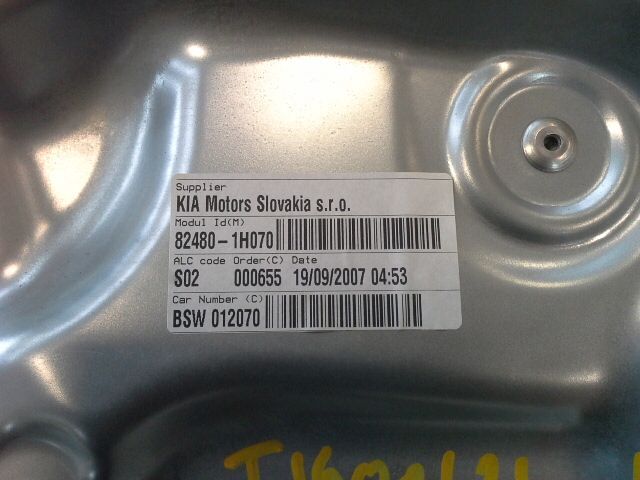 Supplier
KIA Motors Slovakia s.r.o.
Modul Id(M)
82480-1H070
ALC code Order(C) Date
S02 000655 19/09/2007 04:53
Car Number (C)
BSW 012070